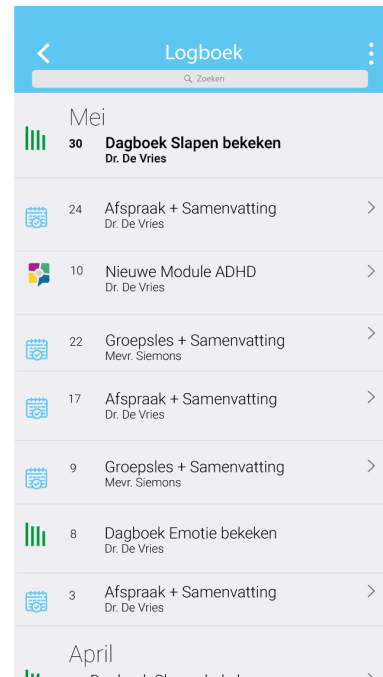 Logboek
Zoeken
Mei
30 Dagboek Slapen bekeken
Dr. De Vries
24 Afspraak + Samenvatting
Dr. De Vries
10 Nieuwe Module ADHD
Dr. De Vries
22 Groepsles + Samenvatting
Mevr. Siemons
17 Afspraak + Samenvatting
Dr. De Vries
9 Groepsles + Samenvatting
Mevr. Siemons
8 Dagboek Emotie bekeken
Dr. De Vries
3 Afspraak + Samenvatting
Dr. De Vries
April